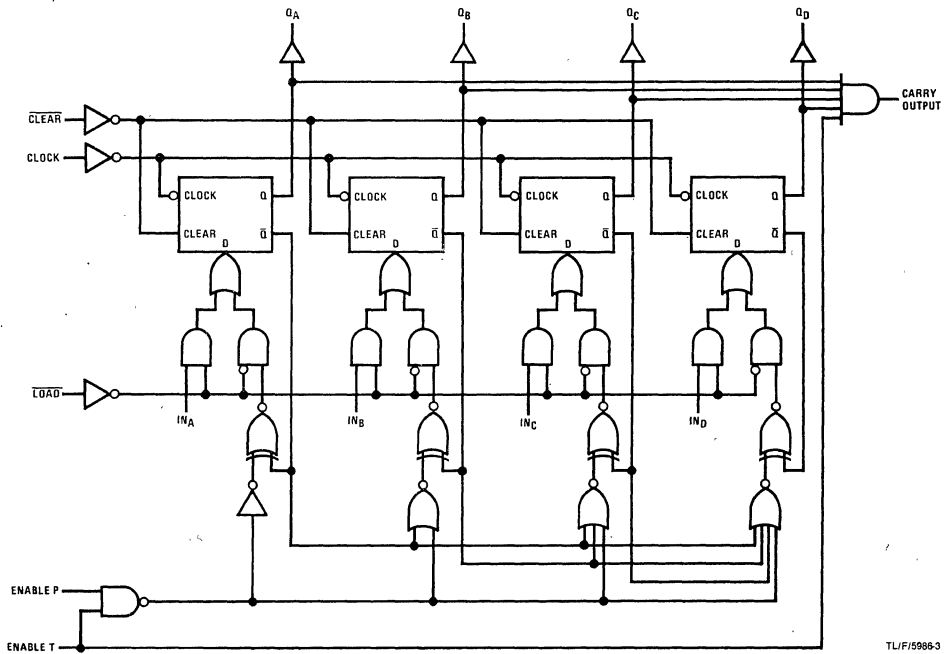 QA QB QC QD
CARRY
OUTPUT
CLEAR
CLOCK
CLOCK Q CLOCK Q CLOCK Q CLOCK Q
CLEAR Q̅ CLEAR Q̅ CLEAR Q̅ CLEAR Q̅
D D D D
LOAD
INA INB INC IND
ENABLE P
ENABLE T
TL/F/5986-3